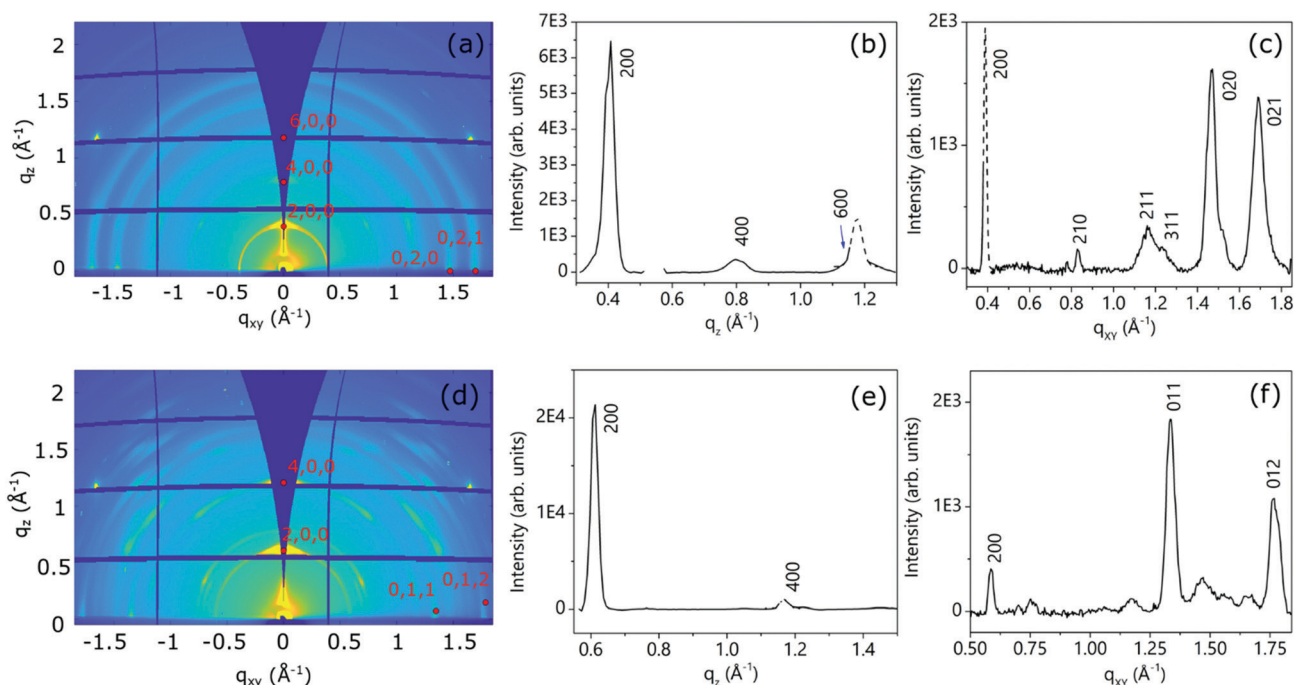 (a)
2
1.5
1
0.5
0
q_z (Å⁻¹)
6,0,0
4,0,0
2,0,0
0,2,1
0,2,0
-1.5 -1 -0.5 0 0.5 1 1.5
q_xy (Å⁻¹)
(b)
7E3
6E3
5E3
4E3
3E3
2E3
1E3
0
Intensity (arb. units)
200
400
600
0.4 0.6 0.8 1.0 1.2
q_z (Å⁻¹)
(c)
2E3
1E3
0
Intensity (arb. units)
200
210
211
311
020
021
0.4 0.6 0.8 1.0 1.2 1.4 1.6 1.8
q_XY (Å⁻¹)
(d)
2
1.5
1
0.5
0
q_z (Å⁻¹)
4,0,0
2,0,0
0,1,1
0,1,2
-1.5 -1 -0.5 0 0.5 1 1.5
q_xy (Å⁻¹)
(e)
2E4
1E4
0
Intensity (arb. units)
200
400
0.6 0.8 1.0 1.2 1.4
q_z (Å⁻¹)
(f)
2E3
1E3
0
Intensity (arb. units)
200
011
012
0.50 0.75 1.00 1.25 1.50 1.75
q_XY (Å⁻¹)